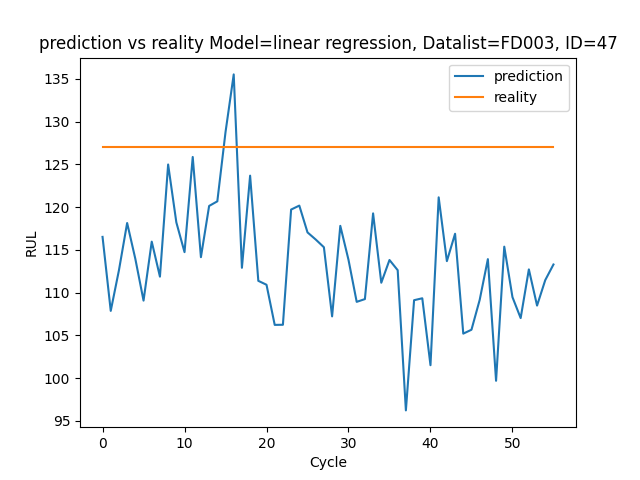 prediction vs reality Model=linear regression, Datalist=FD003, ID=47
prediction
reality
135
130
125
120
115
110
105
100
95
RUL
0 10 20 30 40 50
Cycle